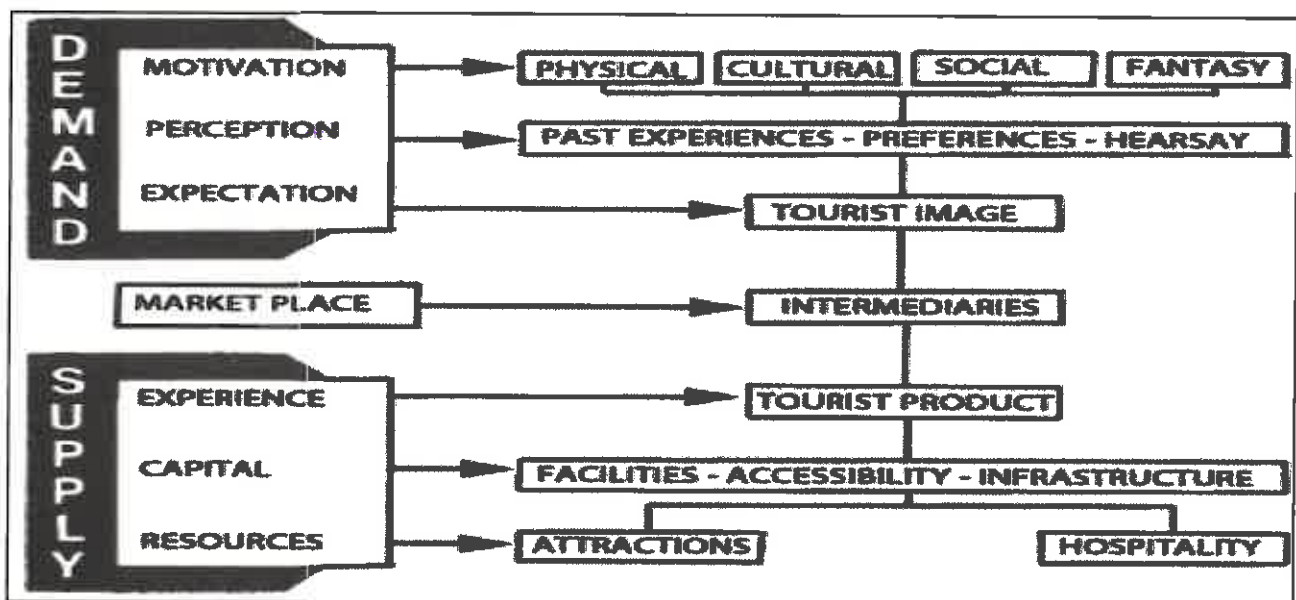 DEMAND
MOTIVATION
PHYSICAL
CULTURAL
SOCIAL
FANTASY
PERCEPTION
PAST EXPERIENCES - PREFERENCES - HEARSAY
EXPECTATION
TOURIST IMAGE
MARKET PLACE
INTERMEDIARIES
SUPPLY
EXPERIENCE
TOURIST PRODUCT
CAPITAL
FACILITIES - ACCESSIBILITY - INFRASTRUCTURE
RESOURCES
ATTRACTIONS
HOSPITALITY